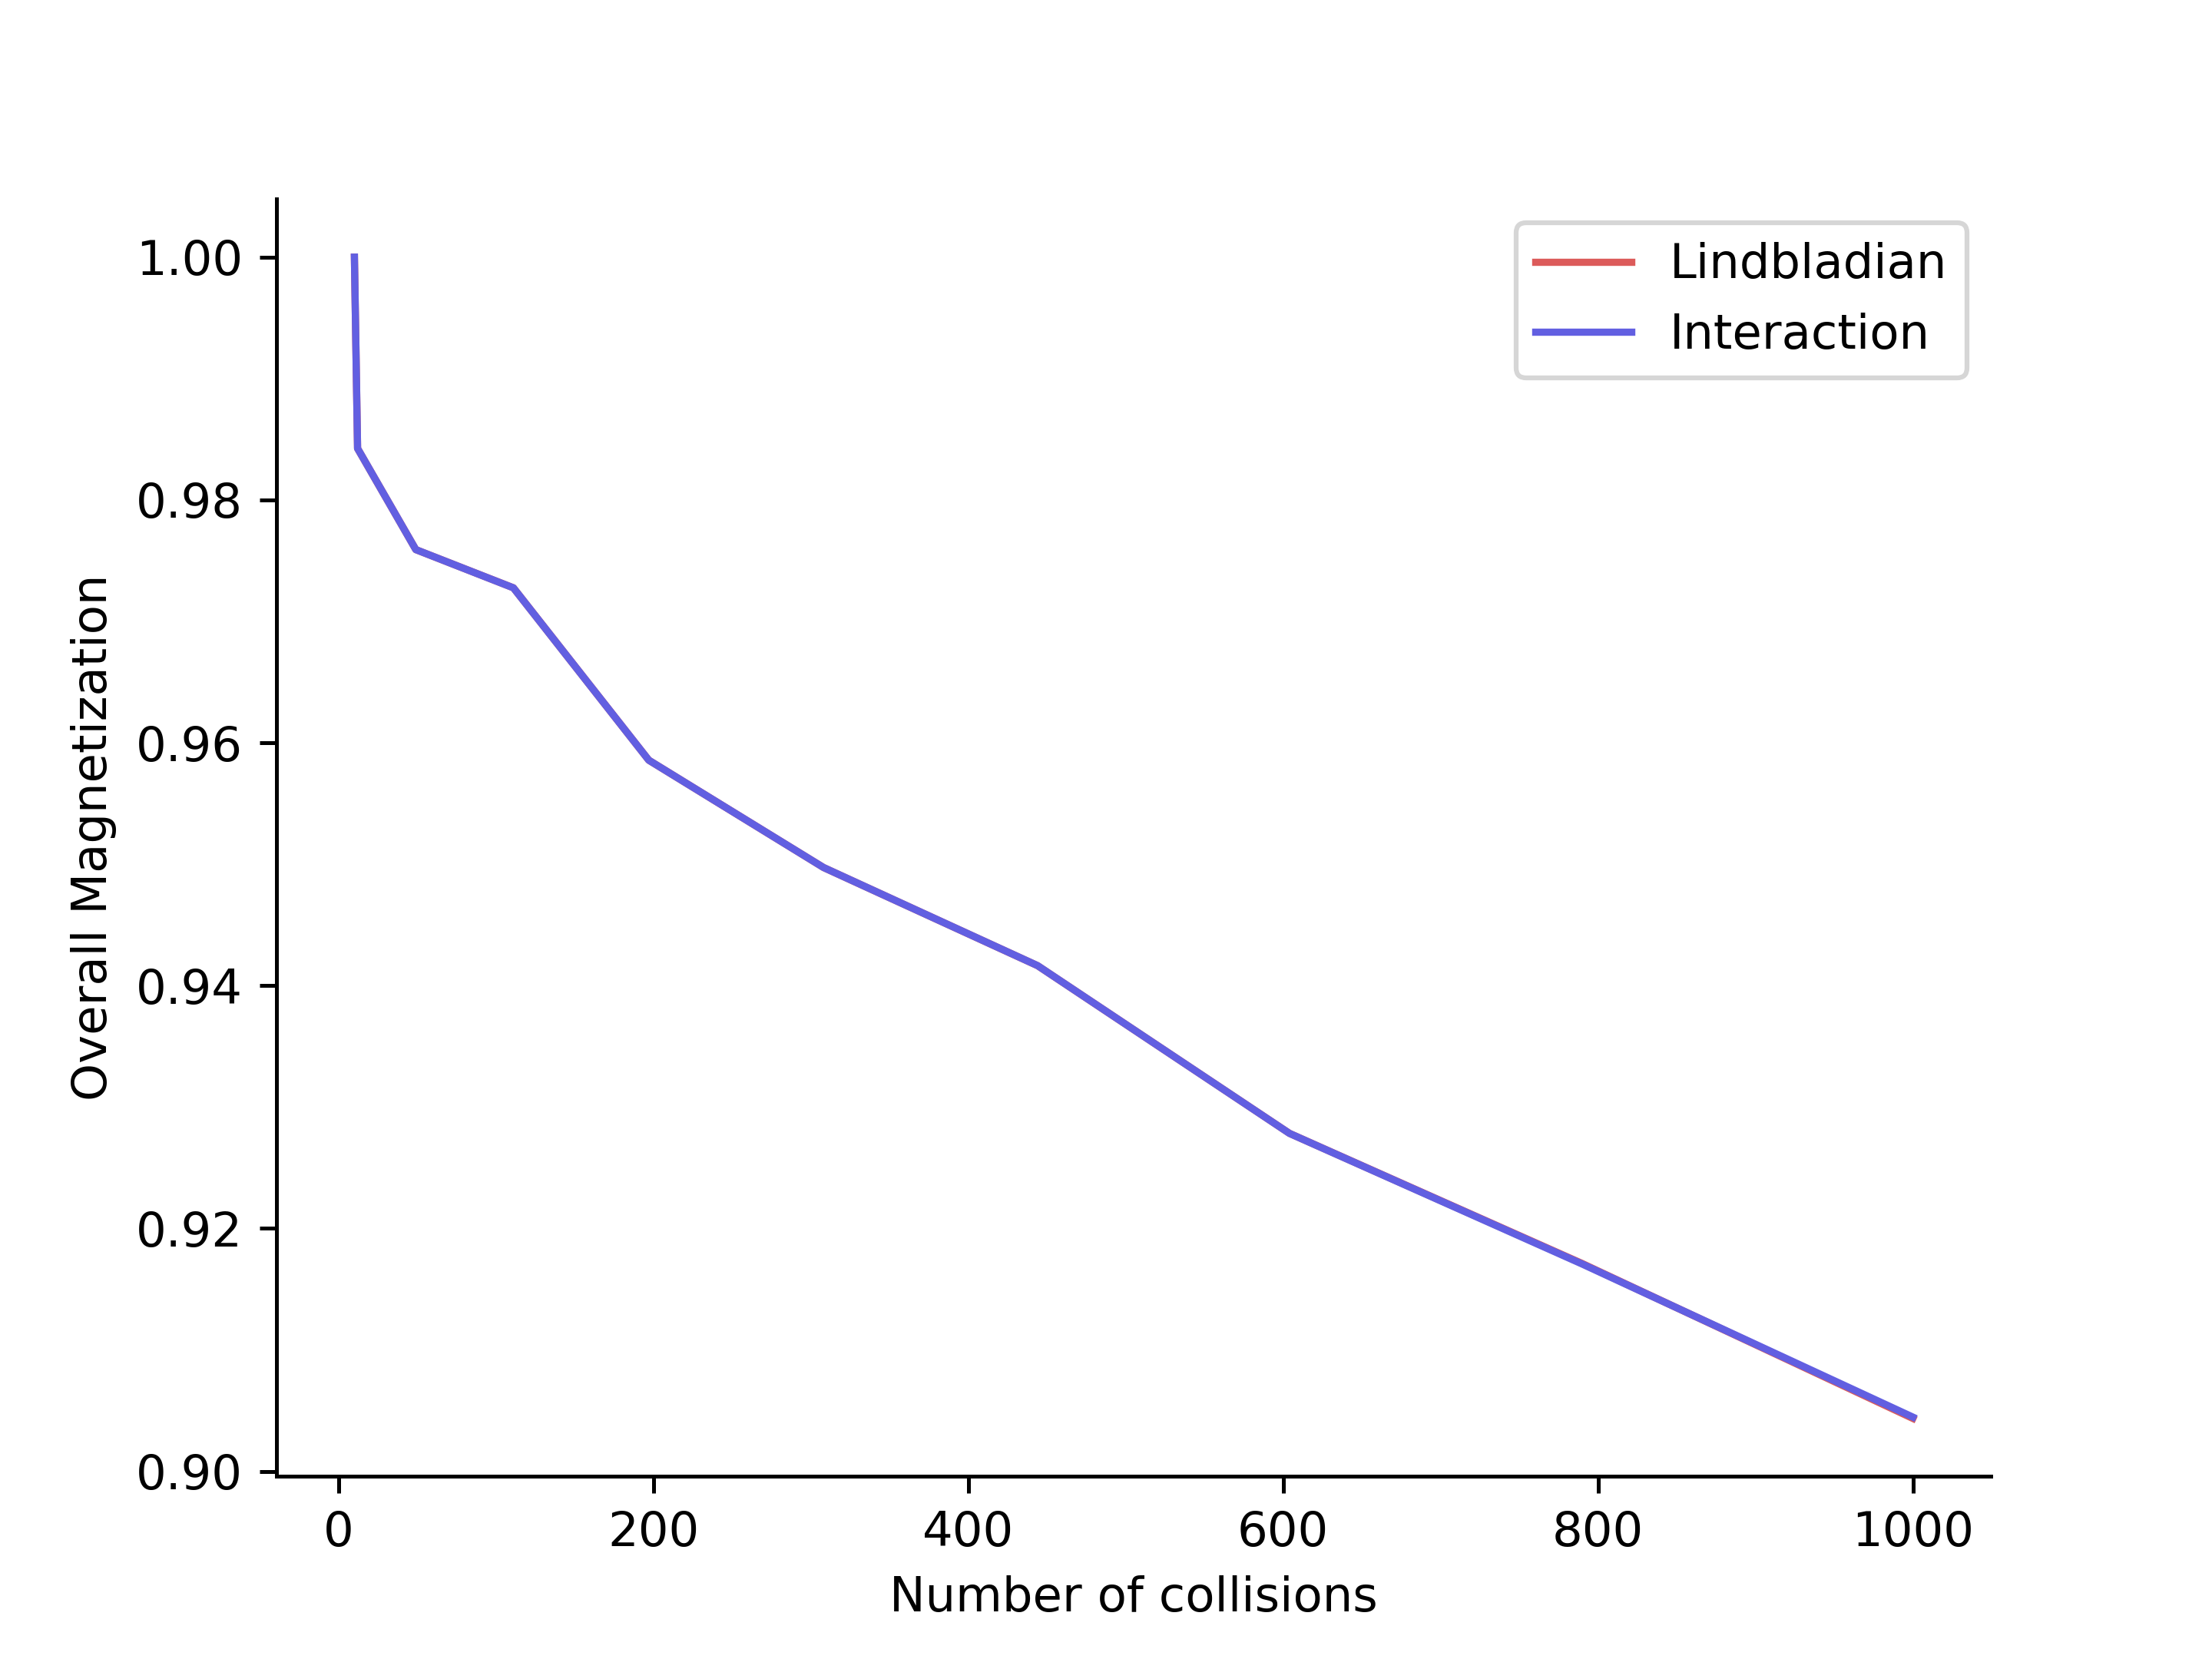 Lindbladian
Interaction
1.00
0.98
0.96
0.94
0.92
0.90
Overall Magnetization
0 200 400 600 800 1000
Number of collisions